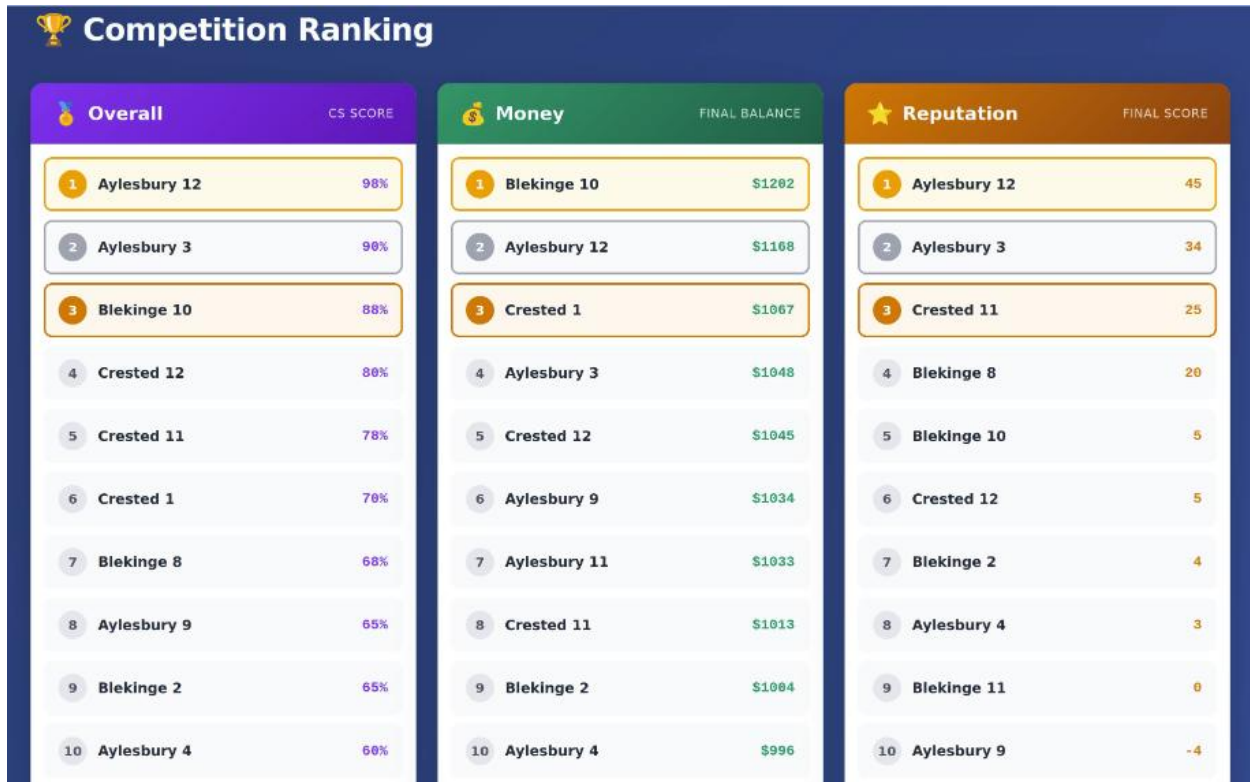 Competition Ranking
Overall CS SCORE
1 Aylesbury 12 98%
2 Aylesbury 3 90%
3 Blekinge 10 88%
4 Crested 12 80%
5 Crested 11 78%
6 Crested 1 70%
7 Blekinge 8 68%
8 Aylesbury 9 65%
9 Blekinge 2 65%
10 Aylesbury 4 60%
Money FINAL BALANCE
1 Blekinge 10 $1202
2 Aylesbury 12 $1168
3 Crested 1 $1067
4 Aylesbury 3 $1048
5 Crested 12 $1045
6 Aylesbury 9 $1034
7 Aylesbury 11 $1033
8 Crested 11 $1013
9 Blekinge 2 $1004
10 Aylesbury 4 $996
Reputation FINAL SCORE
1 Aylesbury 12 45
2 Aylesbury 3 34
3 Crested 11 25
4 Blekinge 8 20
5 Blekinge 10 5
6 Crested 12 5
7 Blekinge 2 4
8 Aylesbury 4 3
9 Blekinge 11 0
10 Aylesbury 9 -4